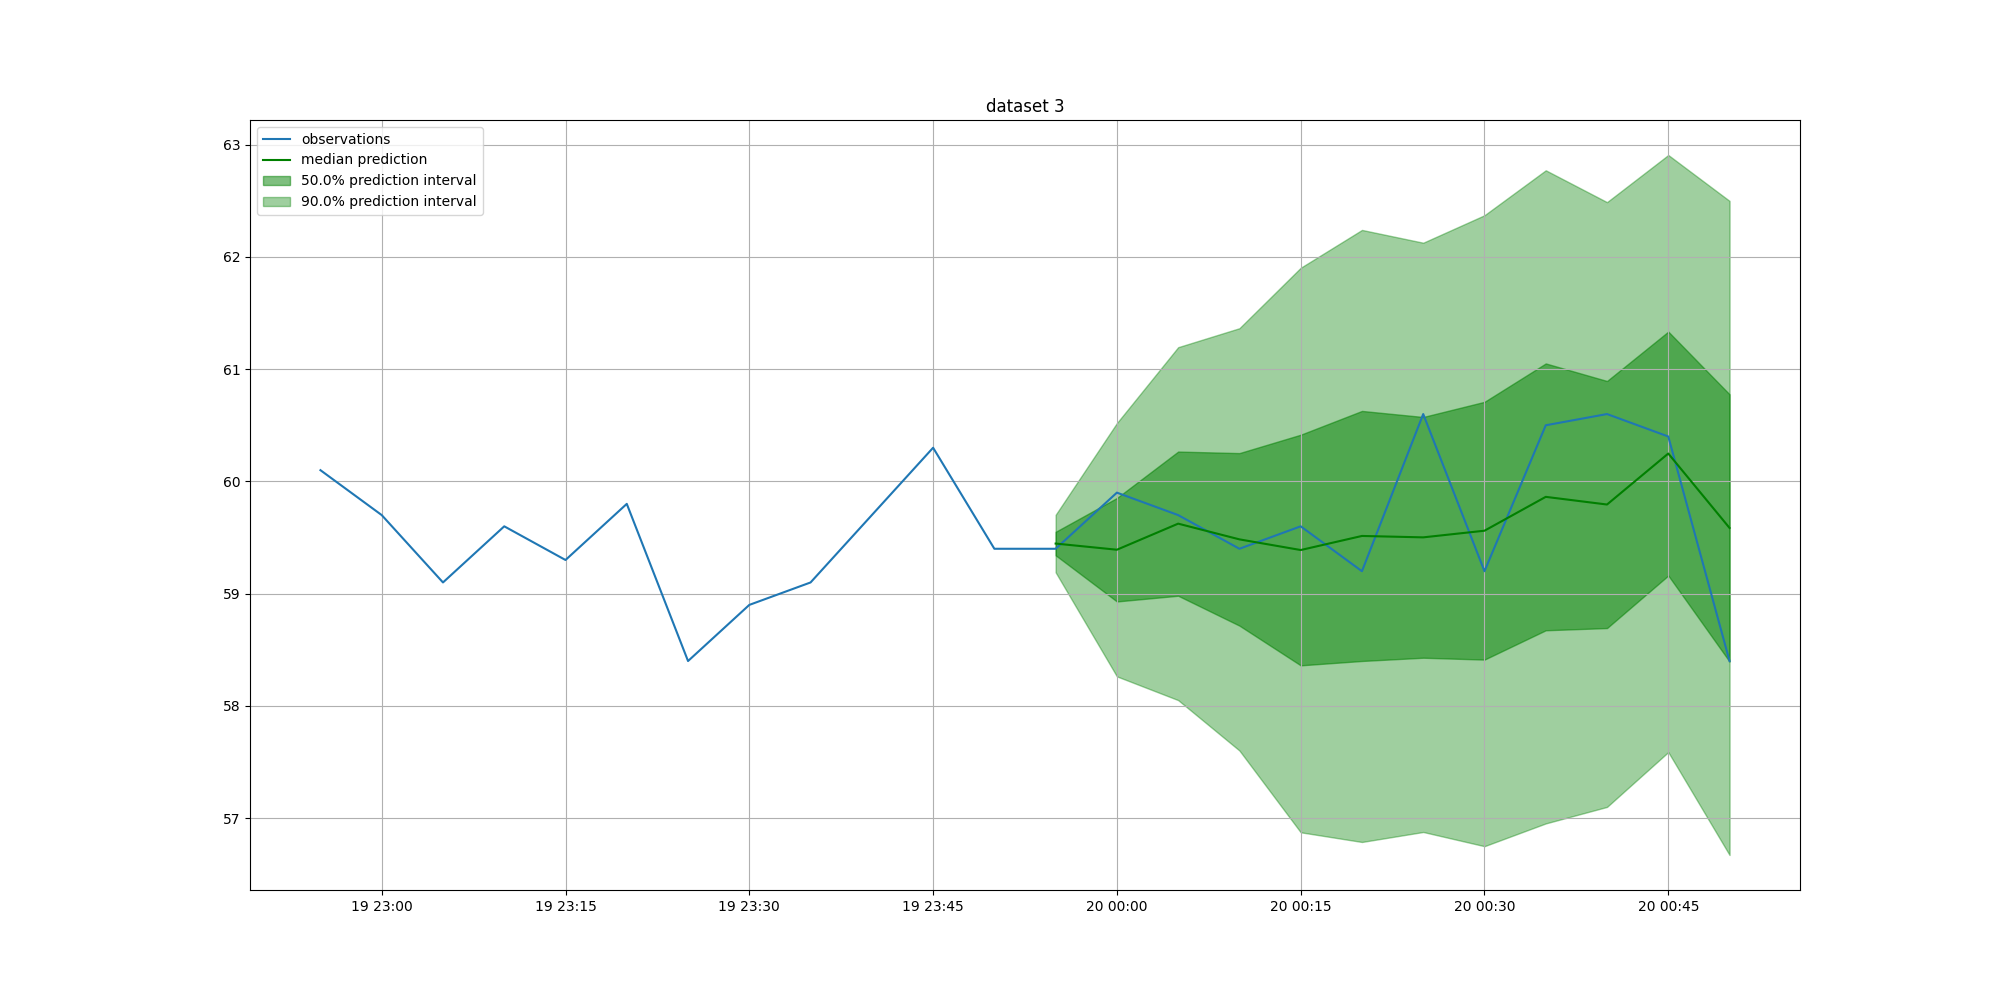 dataset 3
observations
median prediction
50.0% prediction interval
90.0% prediction interval
63
62
61
60
59
58
57
19 23:00 19 23:15 19 23:30 19 23:45 20 00:00 20 00:15 20 00:30 20 00:45